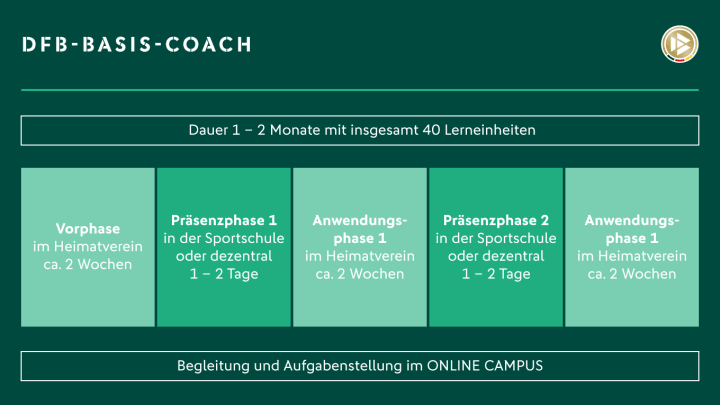 DFB-BASIS-COACH
Dauer 1 – 2 Monate mit insgesamt 40 Lerneinheiten
Vorphase
im Heimatverein
ca. 2 Wochen
Präsenzphase 1
in der Sportschule
oder dezentral
1 – 2 Tage
Anwendungs-
phase 1
im Heimatverein
ca. 2 Wochen
Präsenzphase 2
in der Sportschule
oder dezentral
1 – 2 Tage
Anwendungs-
phase 1
im Heimatverein
ca. 2 Wochen
Begleitung und Aufgabenstellung im ONLINE CAMPUS